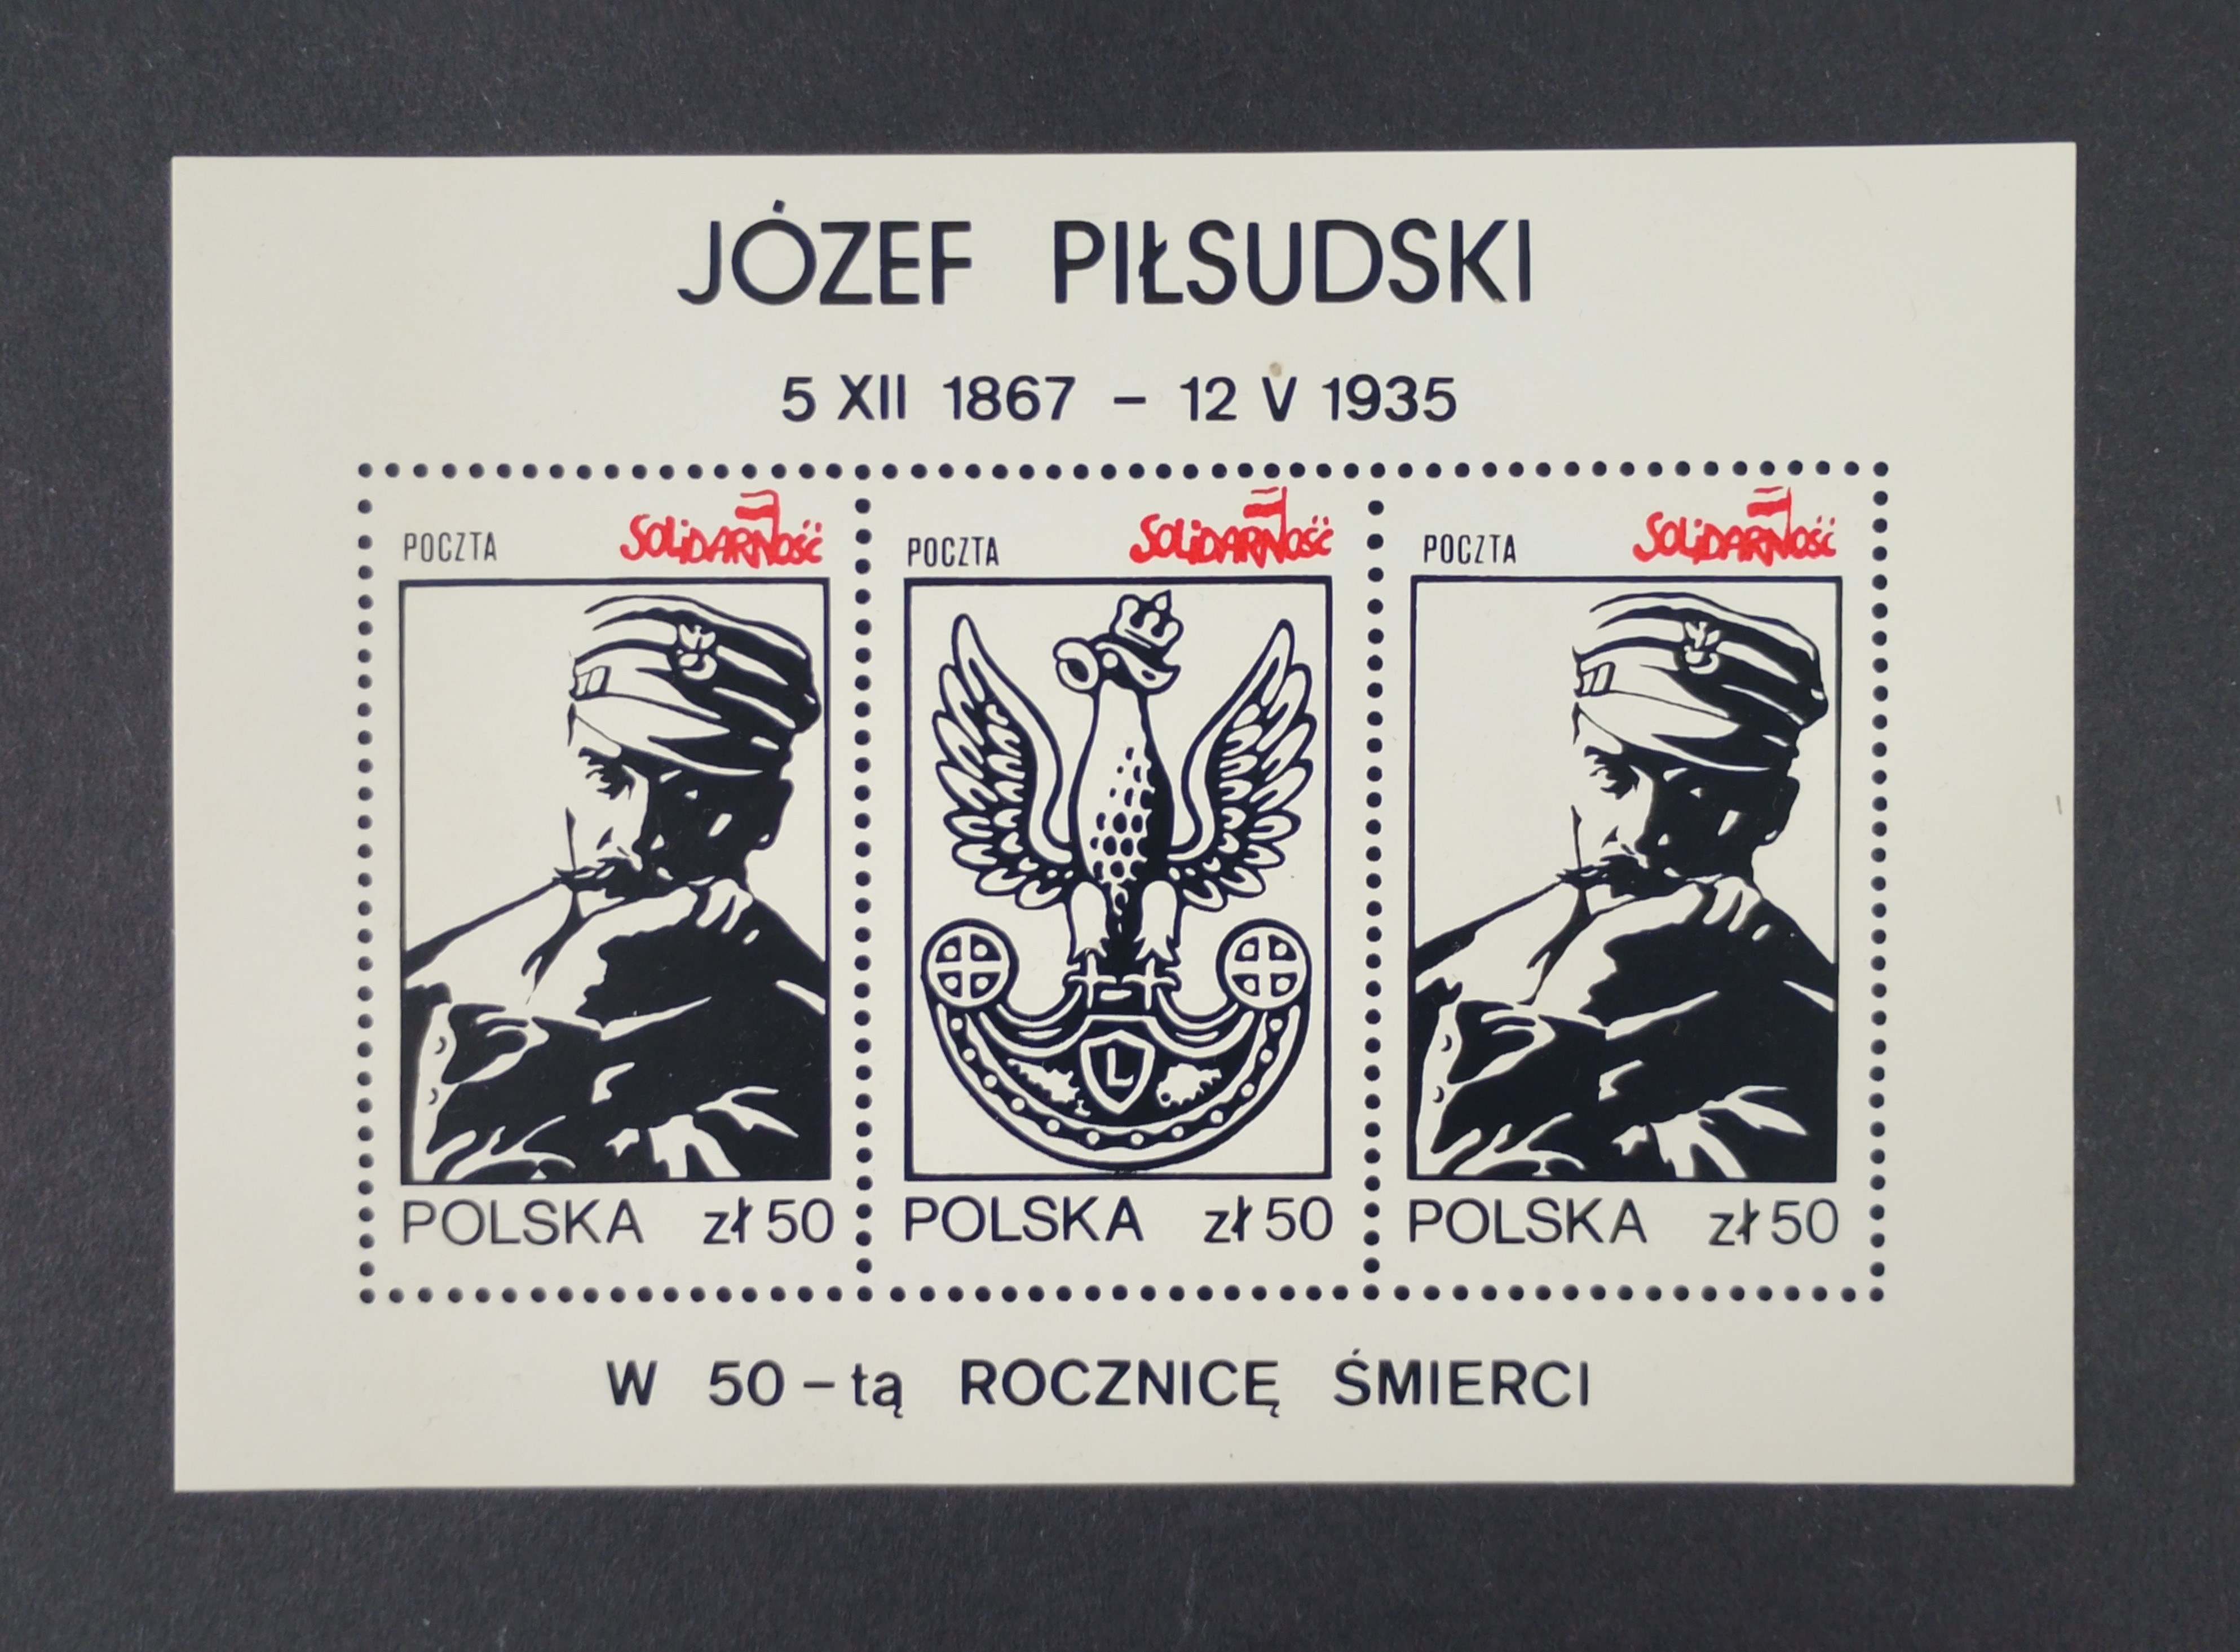 JÓZEF PIŁSUDSKI
5 XII 1867 – 12 V 1935
POCZTA SOLiDARNOŚĆ
POLSKA zł 50
POCZTA SOLiDARNOŚĆ
L
POLSKA zł 50
POCZTA SOLiDARNOŚĆ
POLSKA zł 50
W 50-tą ROCZNICĘ ŚMIERCI